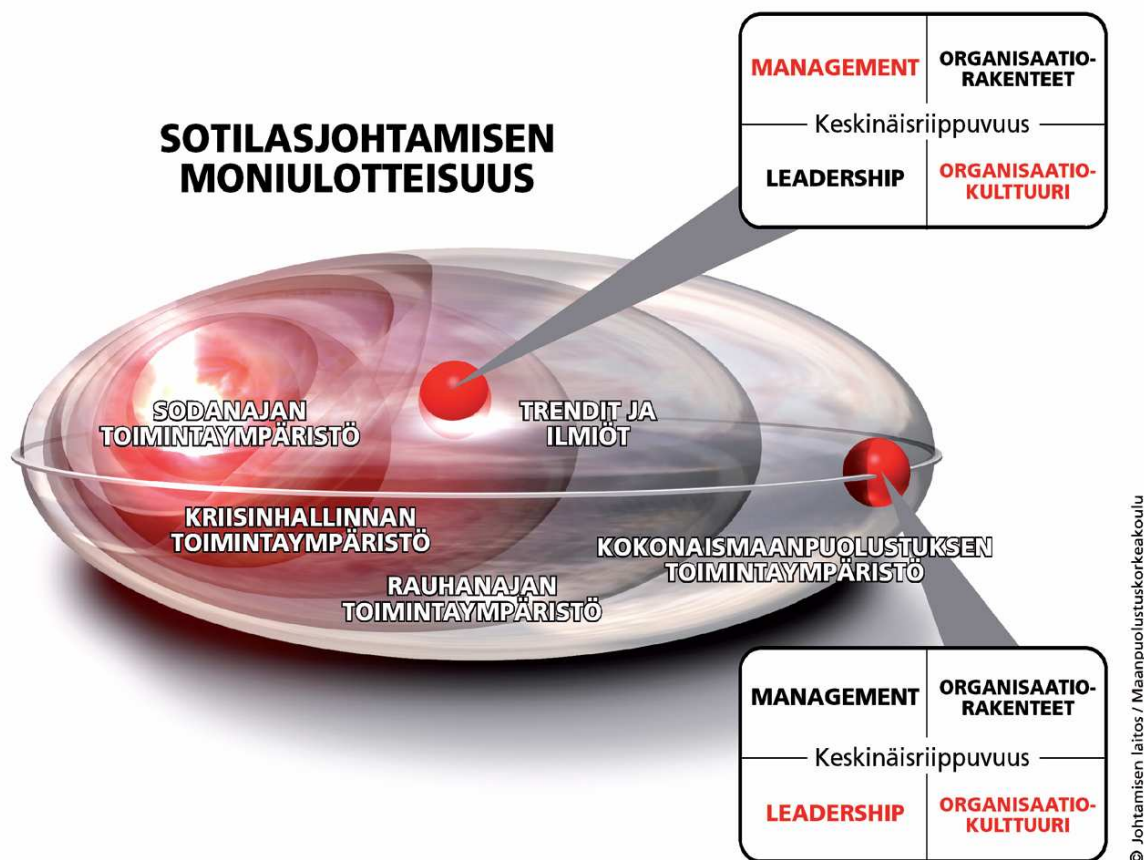 SOTILASJOHTAMISEN
MONIULOTTEISUUS
MANAGEMENT
ORGANISAATIO-
RAKENTEET
Keskinäisriippuvuus
LEADERSHIP
ORGANISAATIO-
KULTTUURI
SODANAJAN
TOIMINTAYMPÄRISTÖ
TRENDIT JA
ILMIÖT
KRIISINHALLINNAN
TOIMINTAYMPÄRISTÖ
KOKONAISMAANPUOLUSTUKSEN
TOIMINTAYMPÄRISTÖ
RAUHANAJAN
TOIMINTAYMPÄRISTÖ
MANAGEMENT
ORGANISAATIO-
RAKENTEET
Keskinäisriippuvuus
LEADERSHIP
ORGANISAATIO-
KULTTUURI
© Johtamisen laitos / Maanpuolustuskorkeakoulu